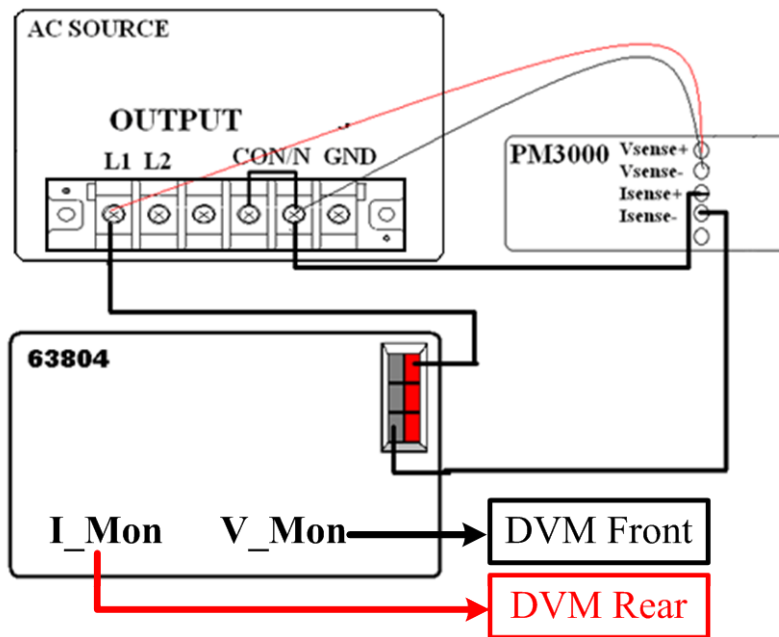 AC SOURCE
OUTPUT
L1 L2 CON/N GND
PM3000
Vsense+
Vsense-
Isense+
Isense-
63804
I_Mon V_Mon
DVM Front
DVM Rear